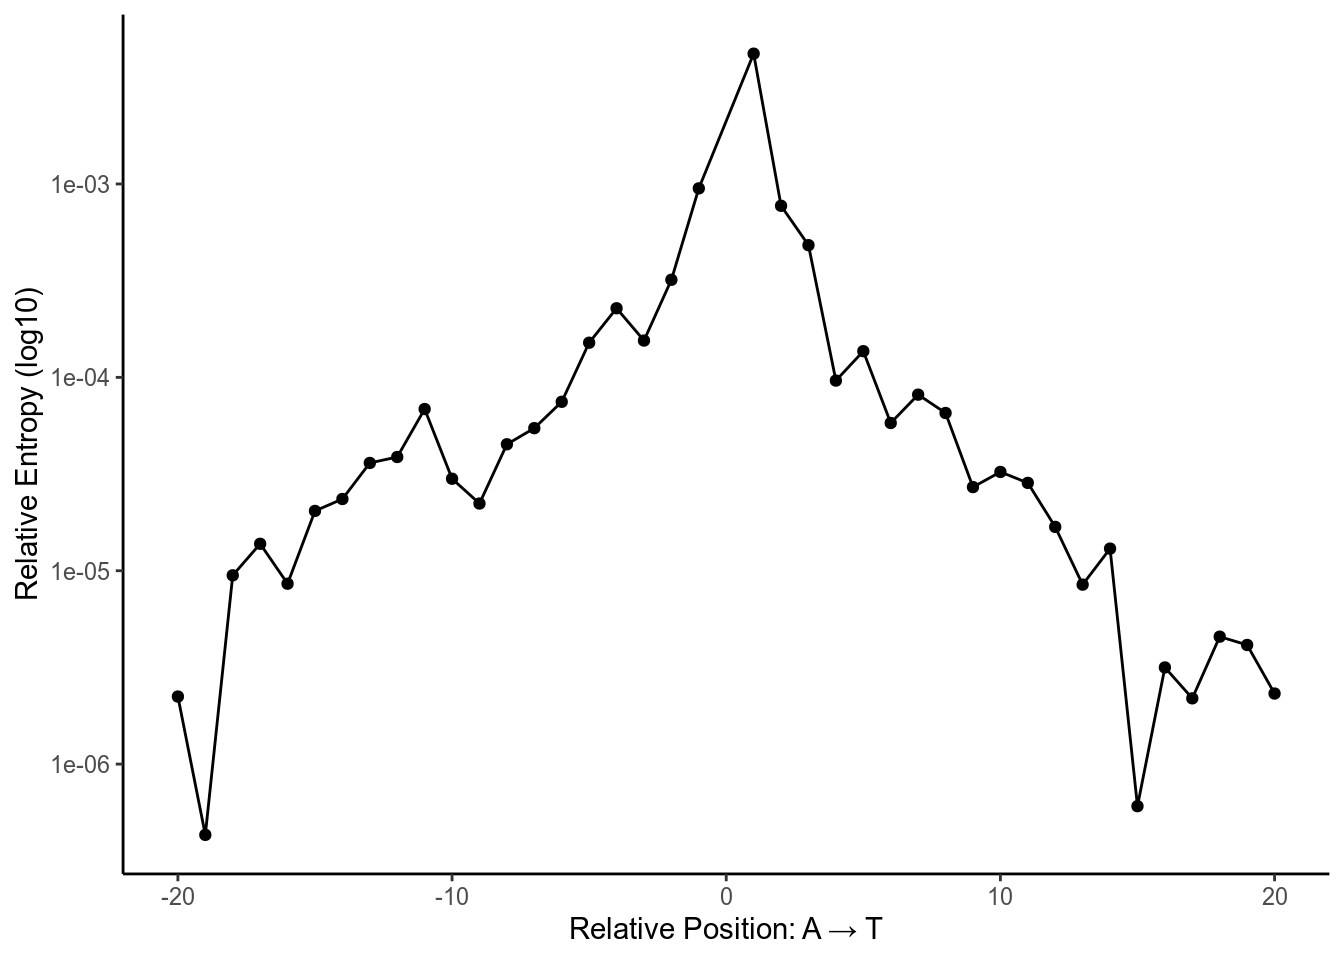 Relative Entropy (log10)
1e-03
1e-04
1e-05
1e-06
-20 -10 0 10 20
Relative Position: A → T